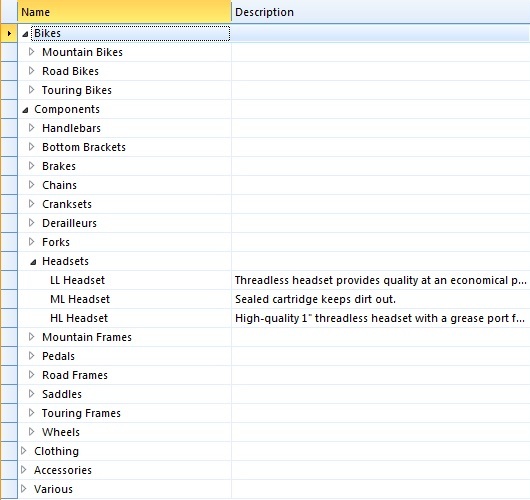 Name Description
Bikes
Mountain Bikes
Road Bikes
Touring Bikes
Components
Handlebars
Bottom Brackets
Brakes
Chains
Cranksets
Derailleurs
Forks
Headsets
LL Headset Threadless headset provides quality at an economical p...
ML Headset Sealed cartridge keeps dirt out.
HL Headset High-quality 1" threadless headset with a grease port f...
Mountain Frames
Pedals
Road Frames
Saddles
Touring Frames
Wheels
Clothing
Accessories
Various